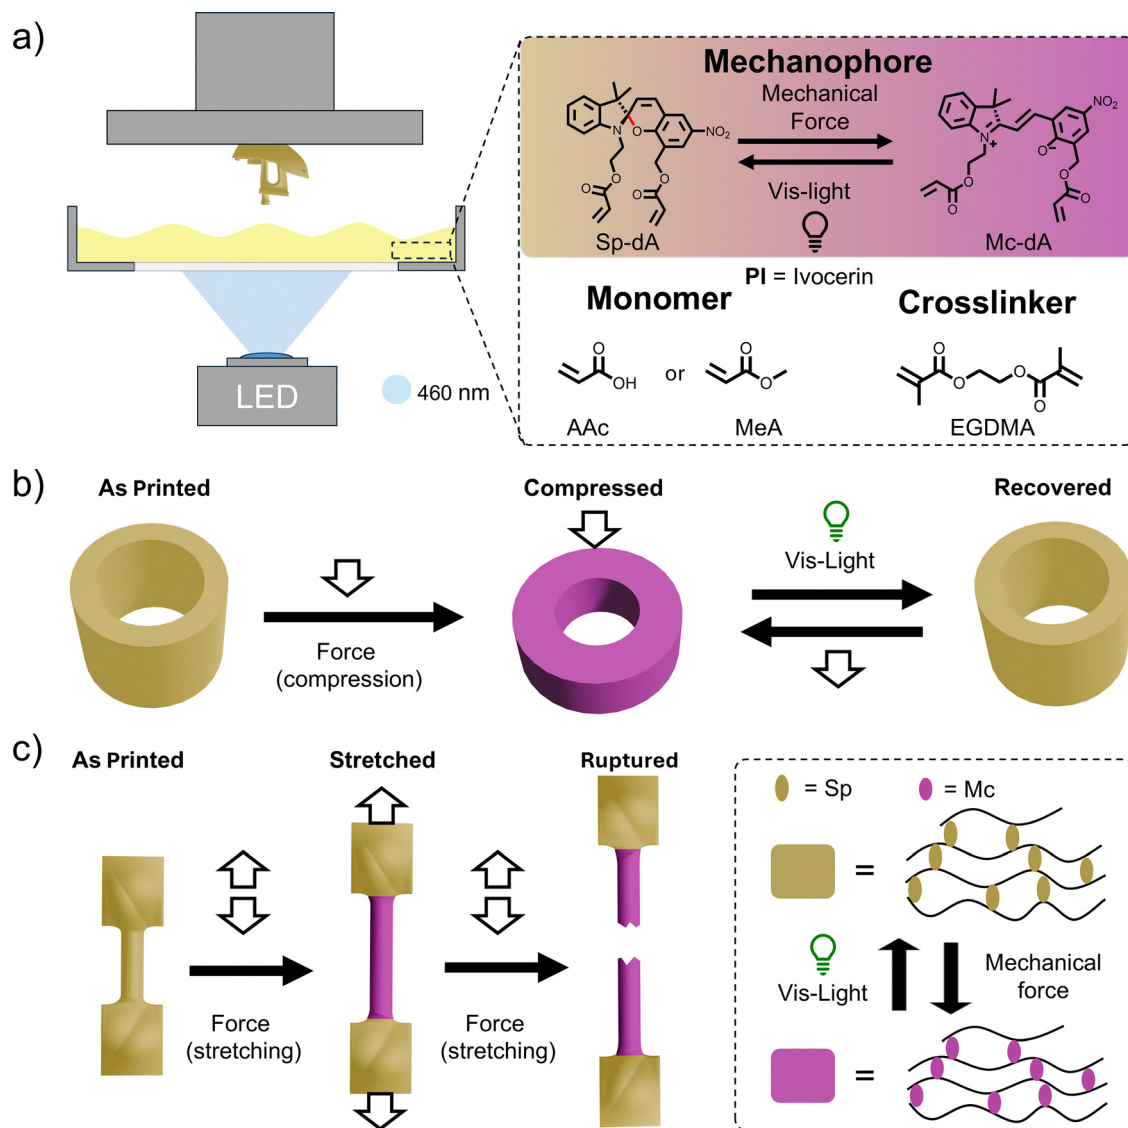 a)
LED
460 nm
Mechanophore
Mechanical
Force
Vis-light
NO₂
N
O
O
O
O
O
Sp-dA
NO₂
N+
O⁻
O
O
O
O
Mc-dA
PI = Ivocerin
Monomer
Crosslinker
O
OH
or
O
O
O
O
O
O
AAc
MeA
EGDMA
b)
As Printed
Compressed
Recovered
Force
(compression)
Vis-Light
c)
As Printed
Stretched
Ruptured
Force
(stretching)
Force
(stretching)
= Sp
= Mc
=
Vis-Light
Mechanical
force
=